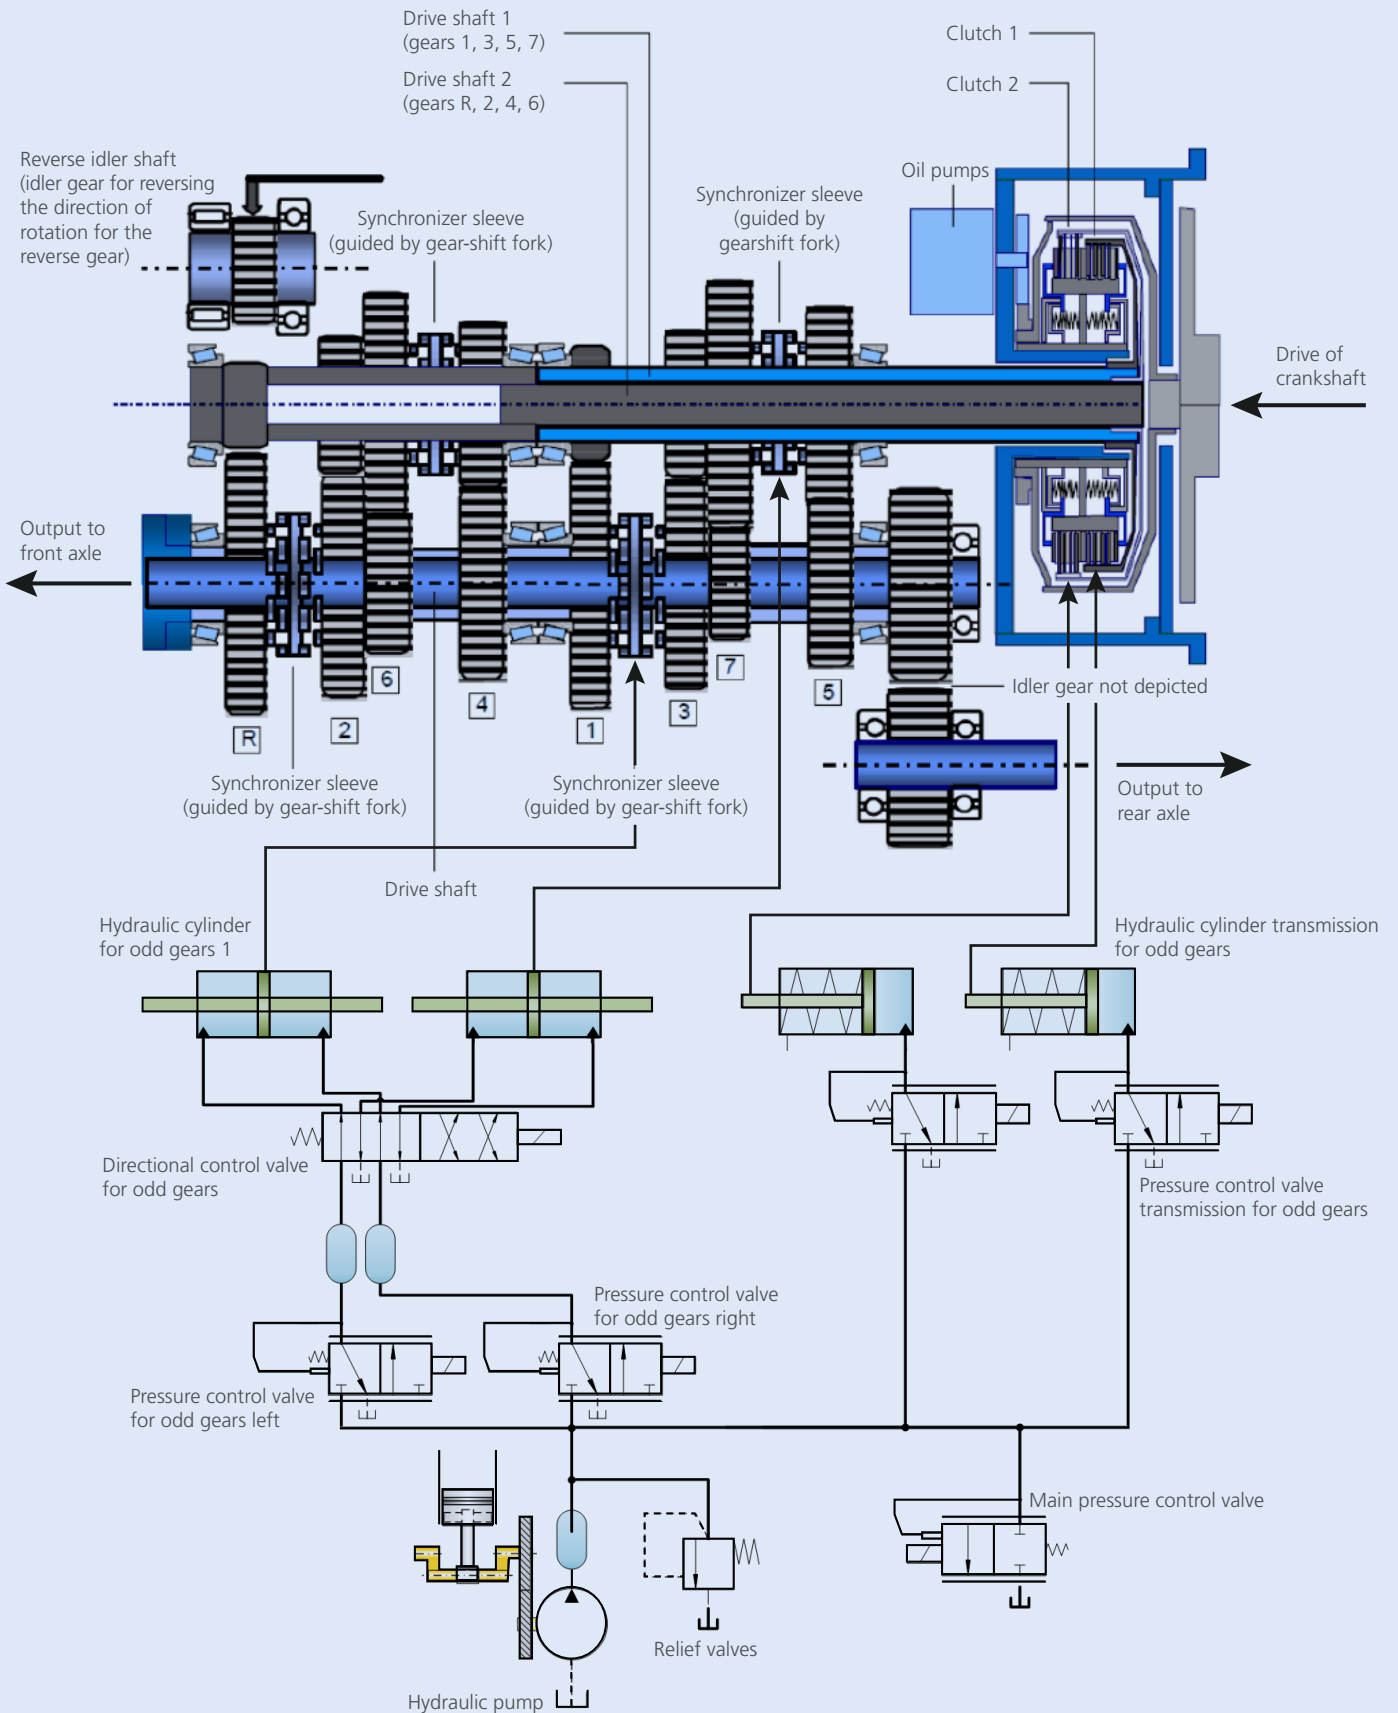 Drive shaft 1
(gears 1, 3, 5, 7)
Drive shaft 2
(gears R, 2, 4, 6)
Clutch 1
Clutch 2
Reverse idler shaft
(idler gear for reversing
the direction of
rotation for the
reverse gear)
Synchronizer sleeve
(guided by gear-shift fork)
Synchronizer sleeve
(guided by
gearshift fork)
Oil pumps
Drive of
crankshaft
Output to
front axle
R
2
6
4
1
3
7
5
Idler gear not depicted
Synchronizer sleeve
(guided by gear-shift fork)
Synchronizer sleeve
(guided by gear-shift fork)
Output to
rear axle
Drive shaft
Hydraulic cylinder
for odd gears 1
Hydraulic cylinder transmission
for odd gears
Directional control valve
for odd gears
Pressure control valve
transmission for odd gears
Pressure control valve
for odd gears right
Pressure control valve
for odd gears left
Main pressure control valve
Relief valves
Hydraulic pump